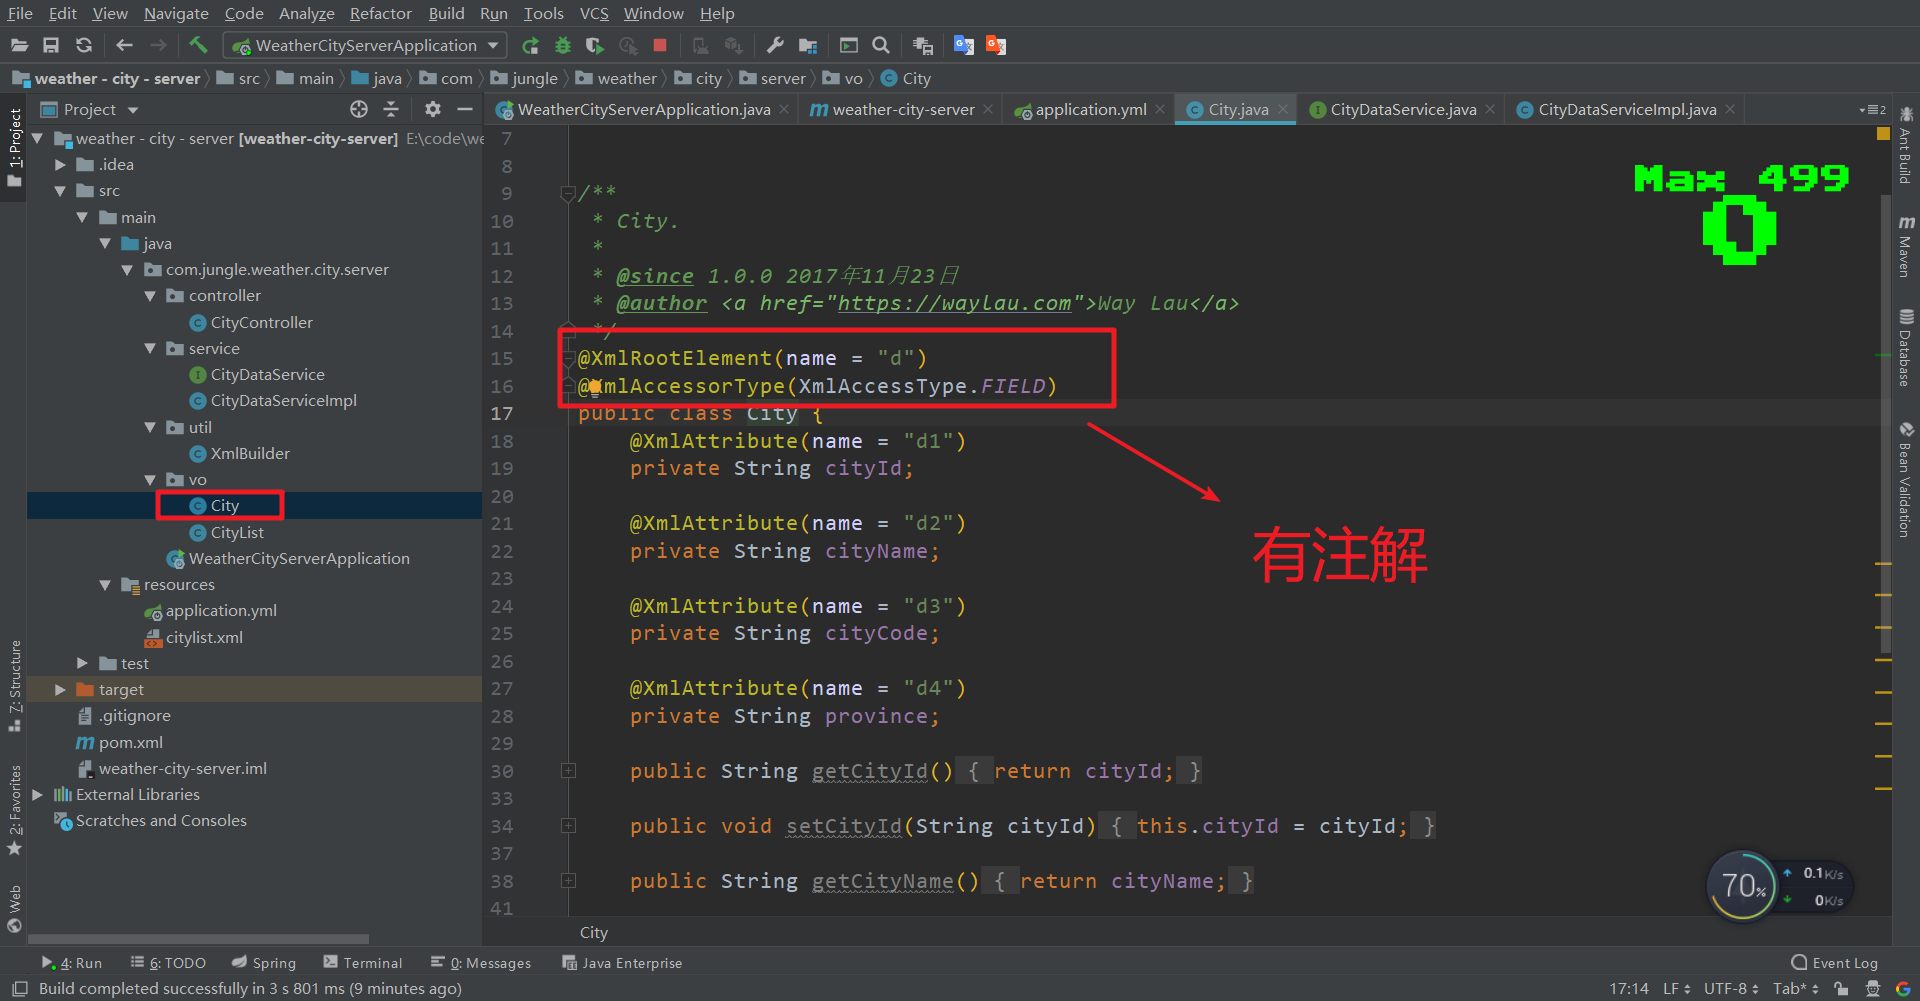 File Edit View Navigate Code Analyze Refactor Build Run Tools VCS Window Help
WeatherCityServerApplication
weather - city - server src main java com jungle weather city server vo City
Project
WeatherCityServerApplication.java weather-city-server application.yml City.java CityDataService.java CityDataServiceImpl.java 2
1: Project
7: Structure
2: Favorites
Web
weather - city - server [weather-city-server] E:\code\we
.idea
src
main
java
com.jungle.weather.city.server
controller
CityController
service
CityDataService
CityDataServiceImpl
util
XmlBuilder
vo
City
CityList
WeatherCityServerApplication
resources
application.yml
citylist.xml
test
target
.gitignore
pom.xml
weather-city-server.iml
External Libraries
Scratches and Consoles
7
8
9 /**
10 * City.
11 *
12 * @since 1.0.0 2017年11月23日
13 * @author <a href="https://waylau.com">Way Lau</a>
14 */
15 @XmlRootElement(name = "d")
16 @XmlAccessorType(XmlAccessType.FIELD)
17 public class City {
18 @XmlAttribute(name = "d1")
19 private String cityId;
20
21 @XmlAttribute(name = "d2")
22 private String cityName;
23
24 @XmlAttribute(name = "d3")
25 private String cityCode;
26
27 @XmlAttribute(name = "d4")
28 private String province;
29
30 public String getCityId() { return cityId; }
33
34 public void setCityId(String cityId) { this.cityId = cityId; }
37
38 public String getCityName() { return cityName; }
41
Max 499
0
有注解
City
Ant Build
Maven
Database
Bean Validation
70%
0.1K/s
0K/s
4: Run 6: TODO Spring Terminal 0: Messages Java Enterprise Event Log
Build completed successfully in 3 s 801 ms (9 minutes ago) 17:14 LF UTF-8 Tab*